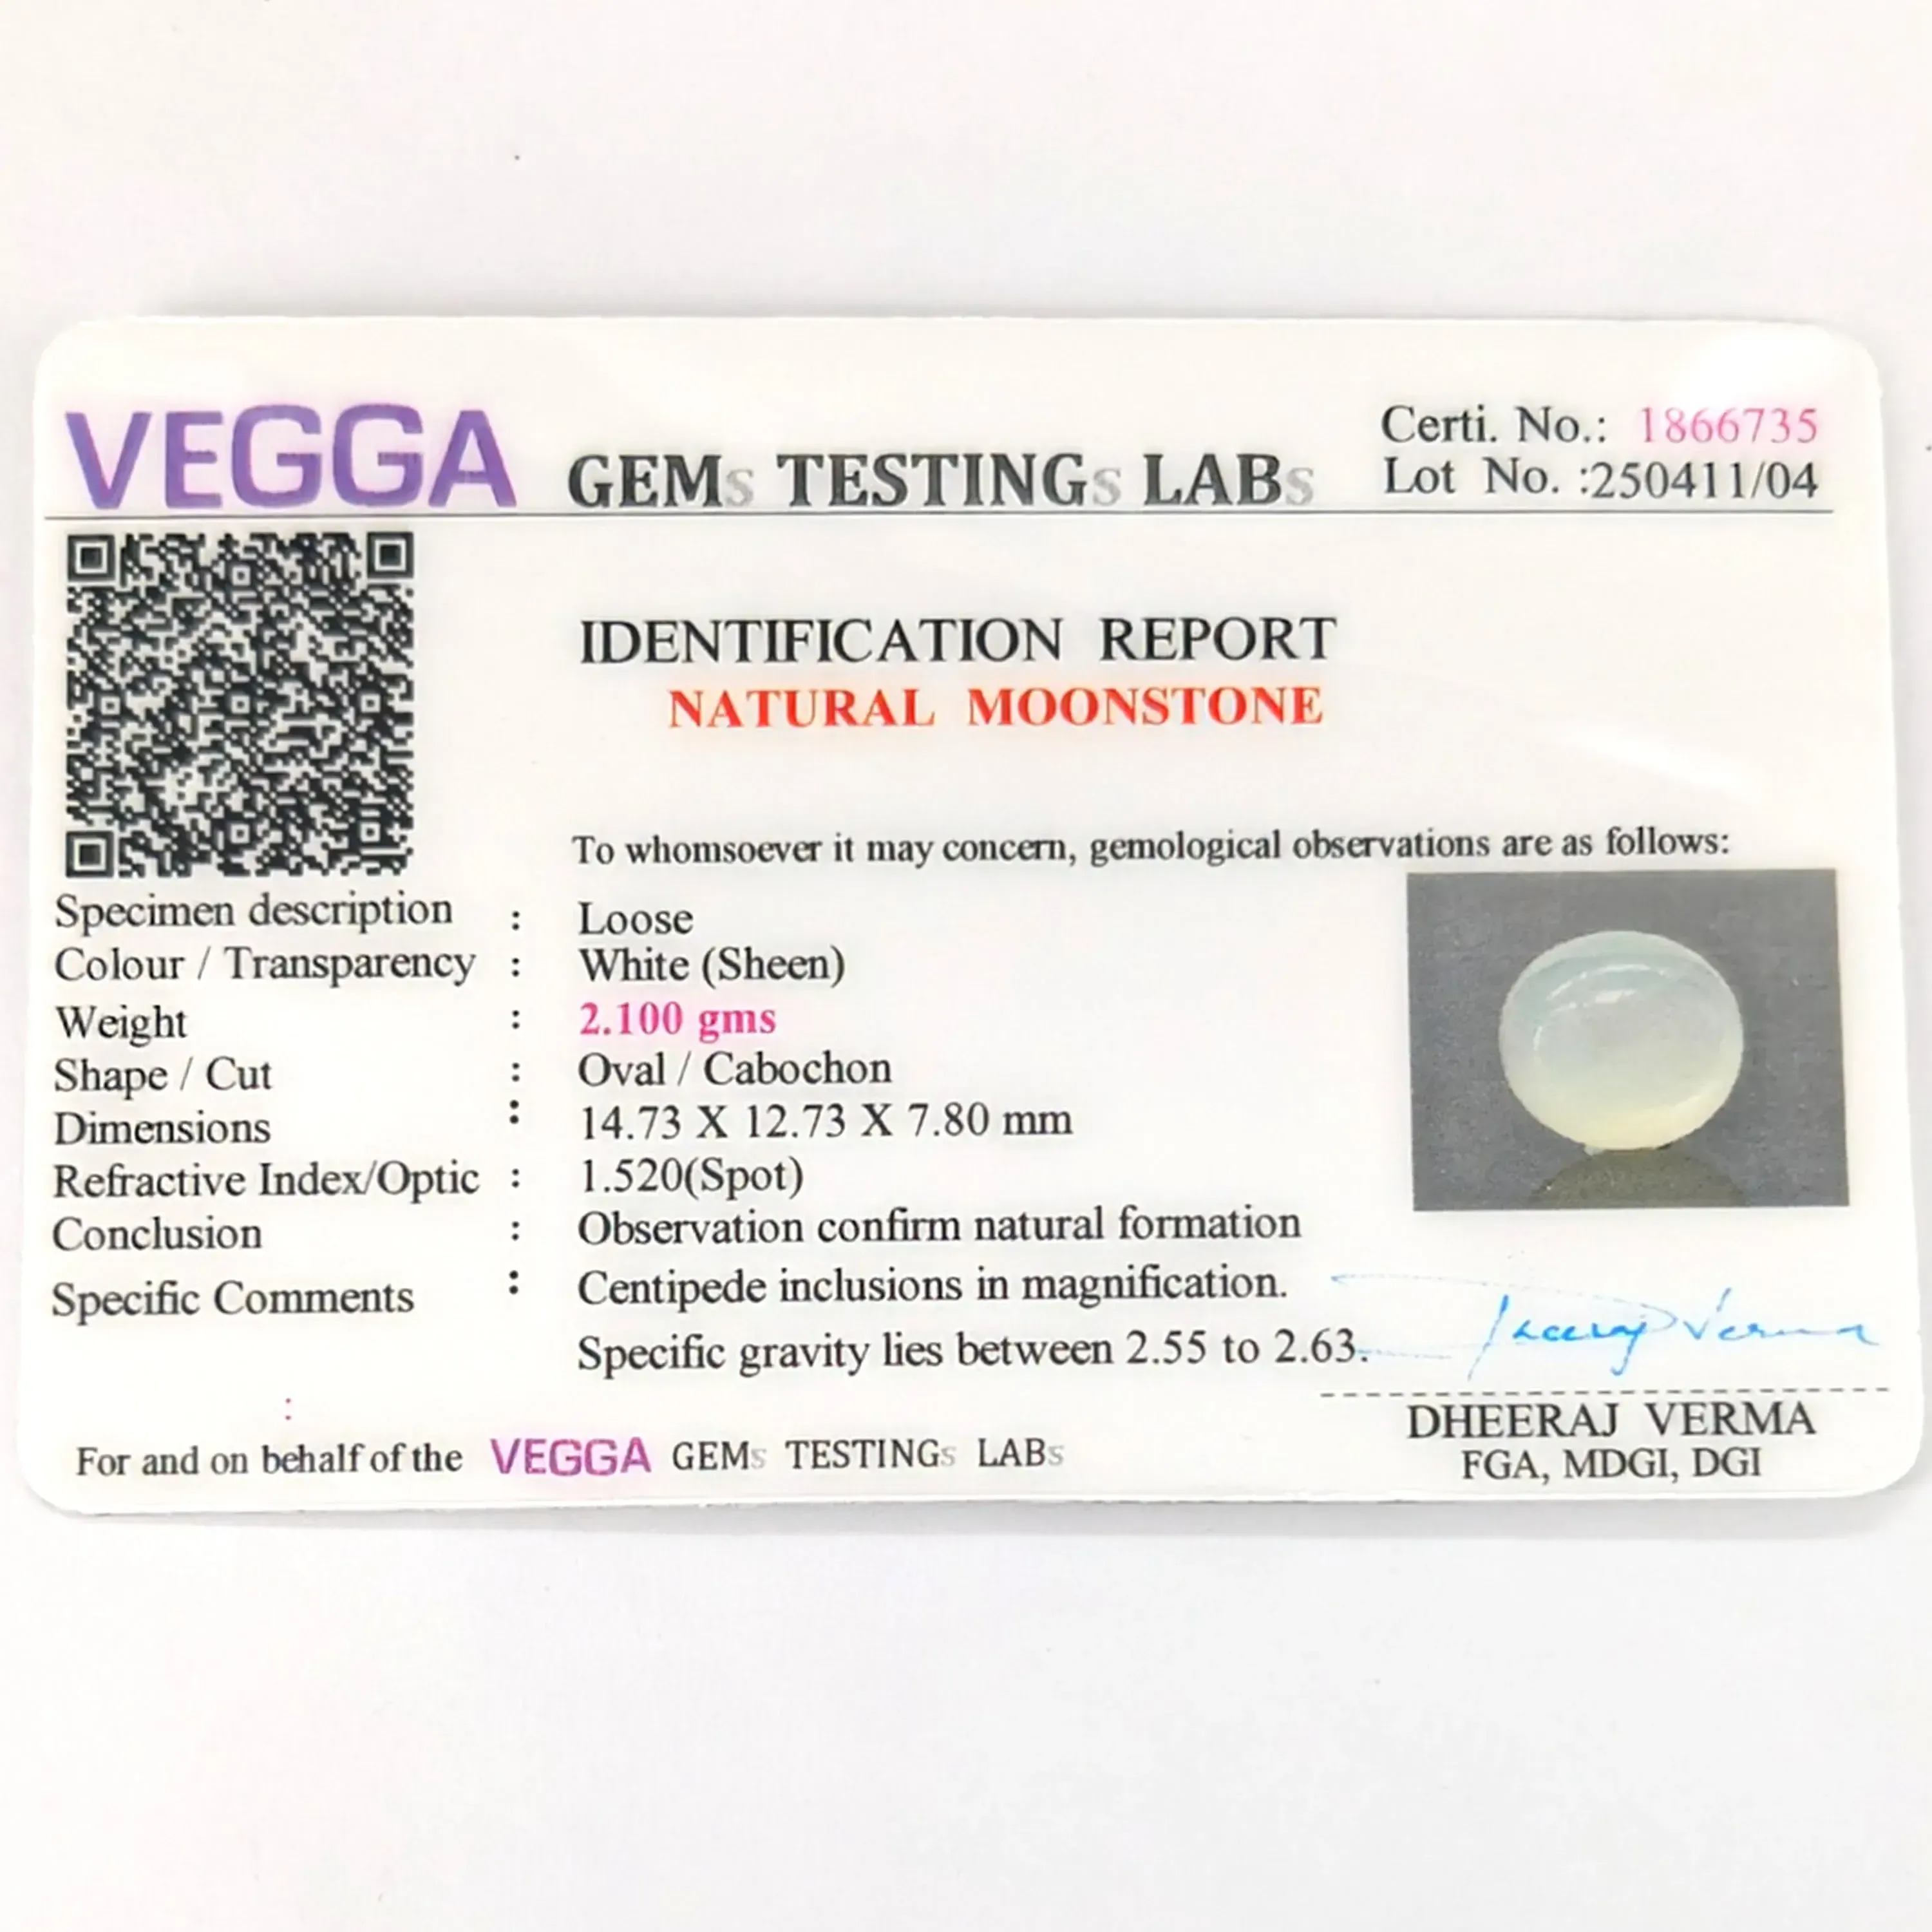 VEGGA GEMs TESTINGs LABs
Certi. No.: 1866735
Lot No. :250411/04
IDENTIFICATION REPORT
NATURAL MOONSTONE
To whomsoever it may concern, gemological observations are as follows:
Specimen description : Loose
Colour / Transparency : White (Sheen)
Weight : 2.100 gms
Shape / Cut : Oval / Cabochon
Dimensions : 14.73 X 12.73 X 7.80 mm
Refractive Index/Optic : 1.520(Spot)
Conclusion : Observation confirm natural formation
Specific Comments : Centipede inclusions in magnification.
Specific gravity lies between 2.55 to 2.63.
:
Dheeraj Verma
DHEERAJ VERMA
FGA, MDGI, DGI
For and on behalf of the VEGGA GEMs TESTINGs LABs